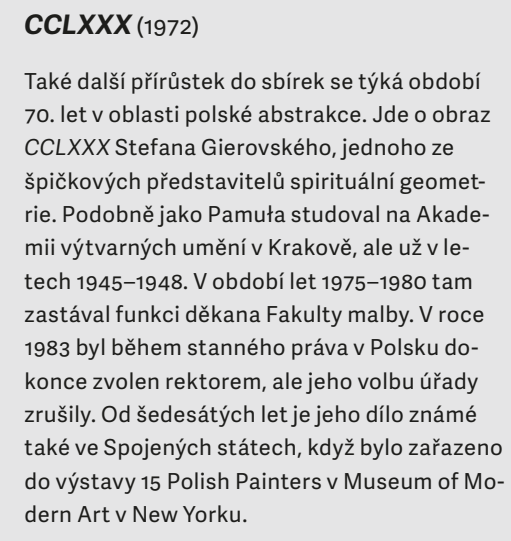 CCLXXX (1972)
Také další přírůstek do sbírek se týká období
70. let v oblasti polské abstrakce. Jde o obraz
CCLXXX Stefana Gierovského, jednoho ze
špičkových představitelů spirituální geomet-
rie. Podobně jako Pamuła studoval na Akade-
mii výtvarných umění v Krakově, ale už v le-
tech 1945–1948. V období let 1975–1980 tam
zastával funkci děkana Fakulty malby. V roce
1983 byl během stanného práva v Polsku do-
konce zvolen rektorem, ale jeho volbu úřady
zrušily. Od šedesátých let je jeho dílo známé
také ve Spojených státech, když bylo zařazeno
do výstavy 15 Polish Painters v Museum of Mo-
dern Art v New Yorku.